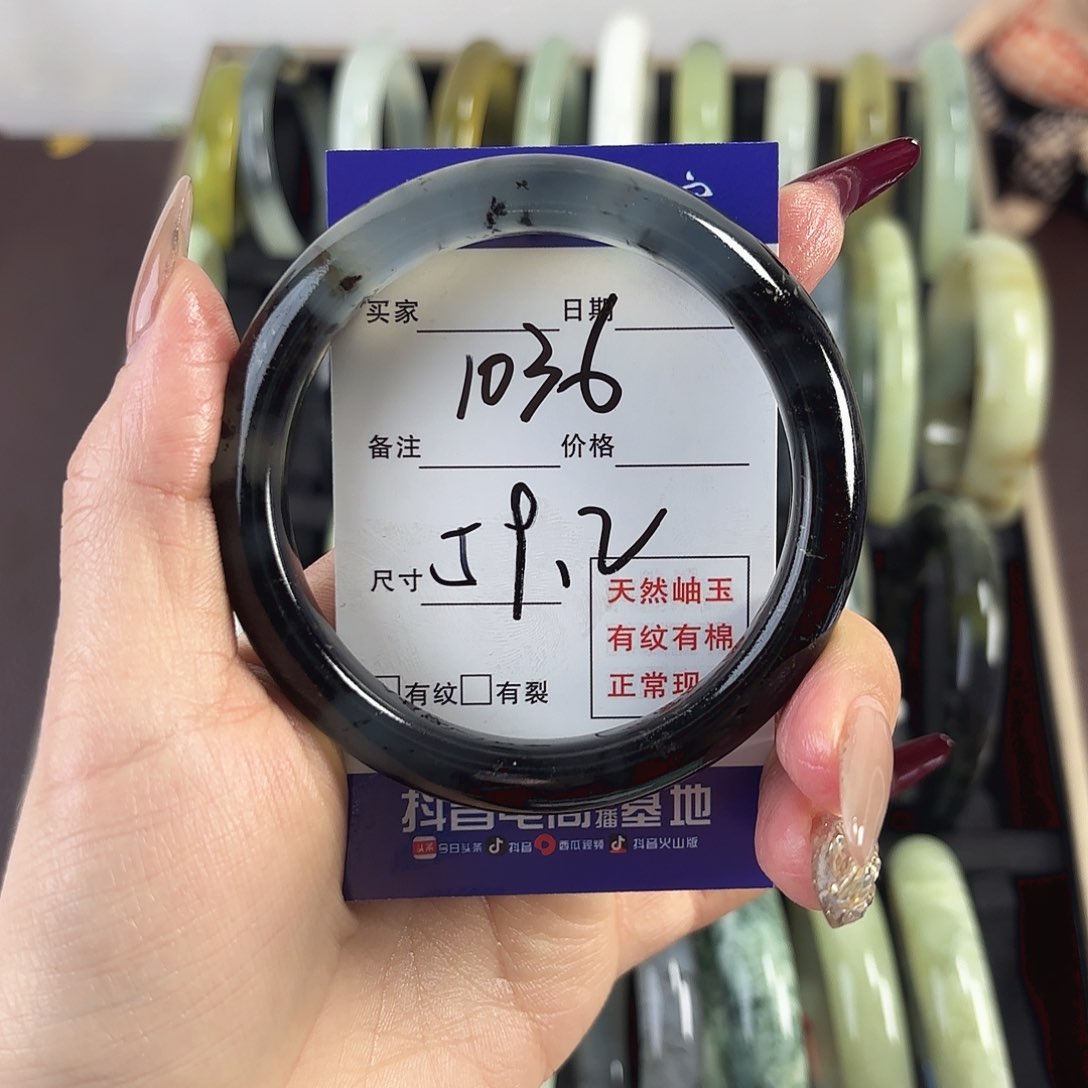 买家 日期
1036
备注 价格
59.2
尺寸
天然岫玉
有纹有棉
正常现
□有纹□有裂
抖音电商直播基地
今日头条 抖音 西瓜视频 抖音火山版